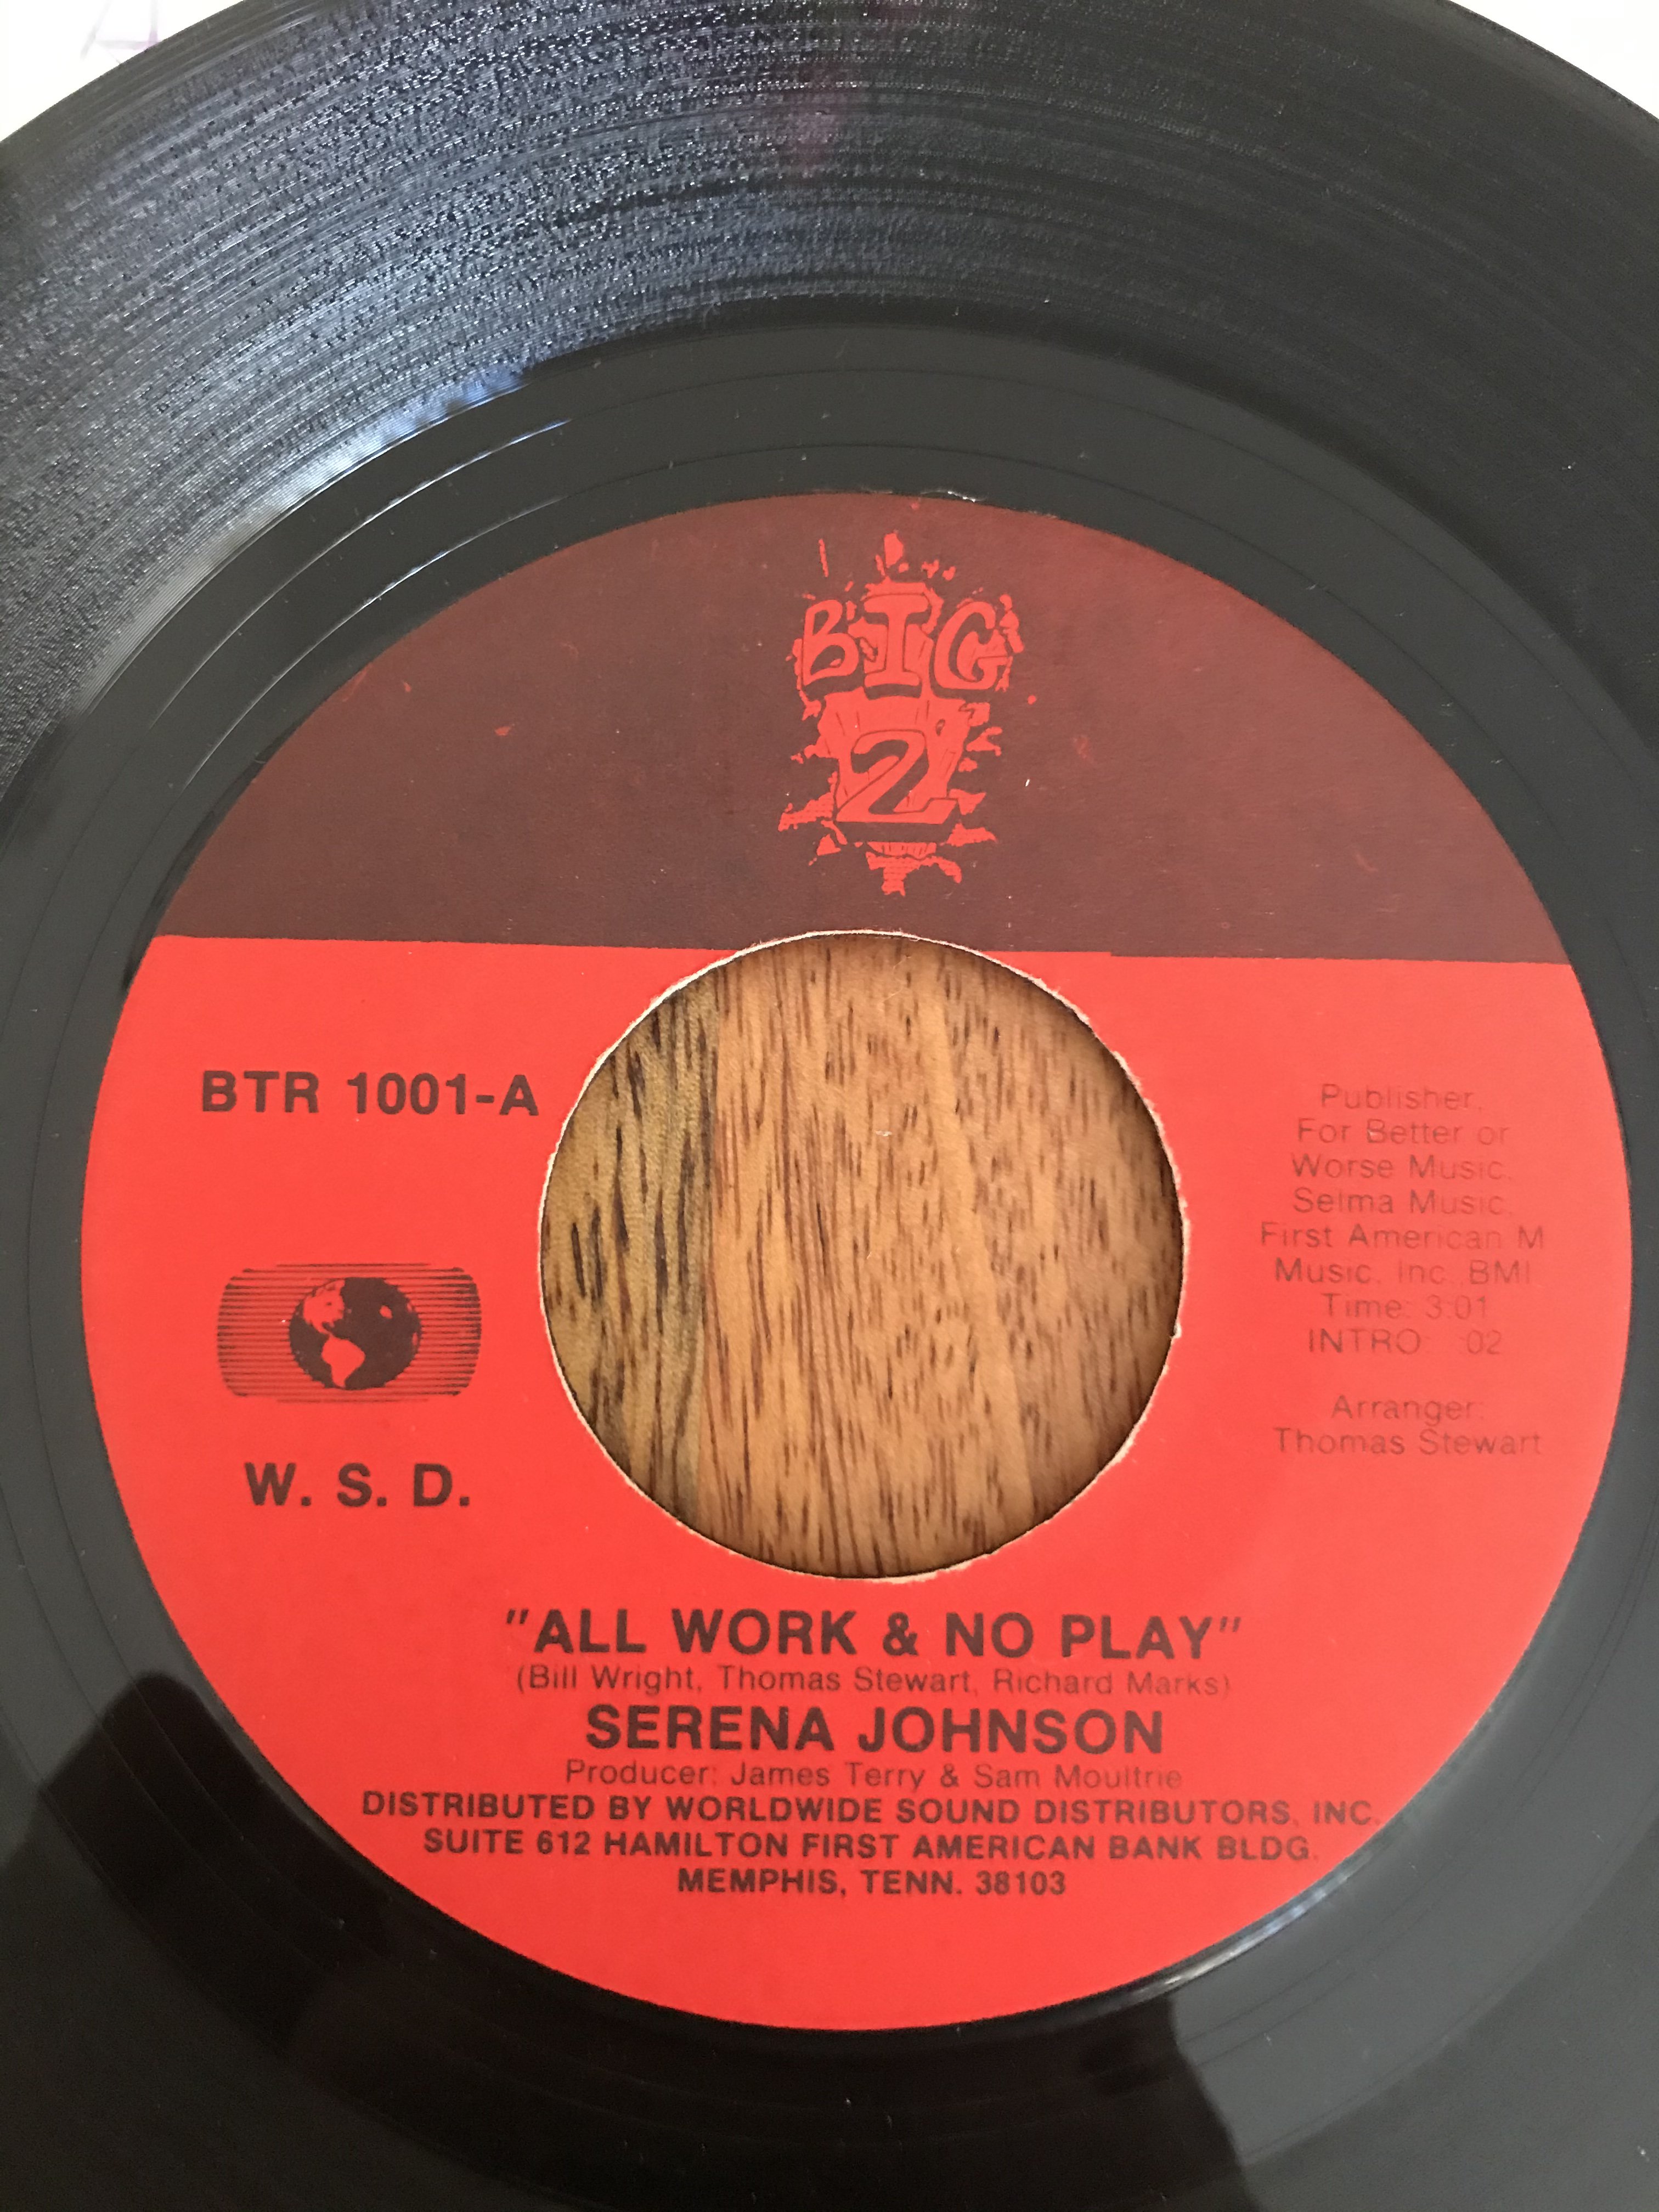 BIG
2
BTR 1001-A
W. S. D.
Publisher.
For Better or
Worse Music.
Selma Music.
First American M
Music. Inc. BMI
Time: 3:01
INTRO: :02
Arranger:
Thomas Stewart
"ALL WORK & NO PLAY"
(Bill Wright, Thomas Stewart, Richard Marks)
SERENA JOHNSON
Producer: James Terry & Sam Moultrie
DISTRIBUTED BY WORLDWIDE SOUND DISTRIBUTORS, INC.
SUITE 612 HAMILTON FIRST AMERICAN BANK BLDG.
MEMPHIS, TENN. 38103